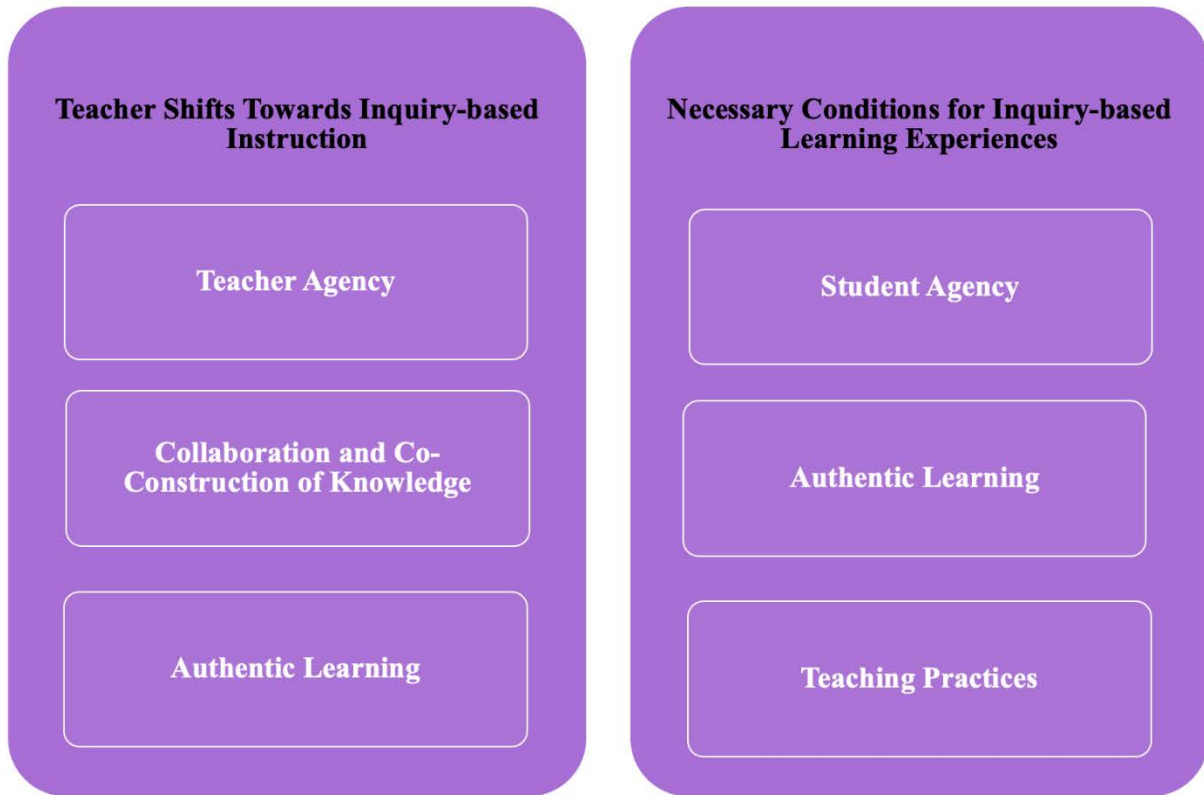 Teacher Shifts Towards Inquiry-based
Instruction
Teacher Agency
Collaboration and Co-
Construction of Knowledge
Authentic Learning
Necessary Conditions for Inquiry-based
Learning Experiences
Student Agency
Authentic Learning
Teaching Practices